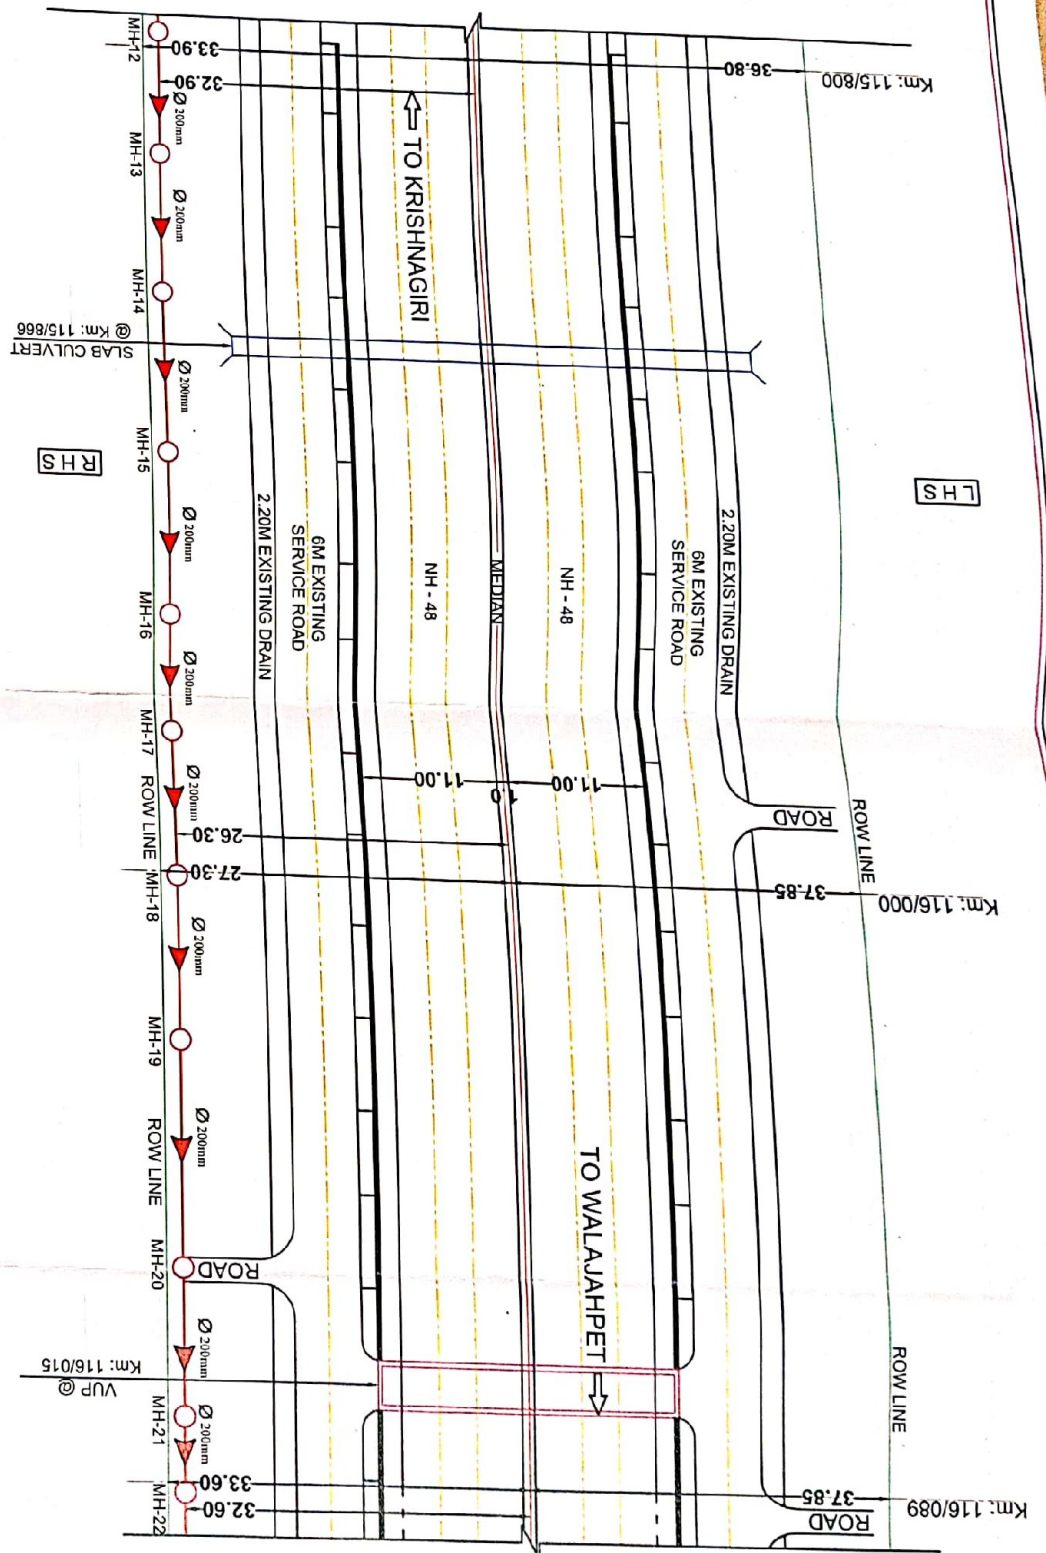 Km: 115/800
36.80
33.90
32.90
TO KRISHNAGIRI
MH-12
Ø 200mm
MH-13
Ø 200mm
MH-14
SLAB CULVERT
@ Km: 115/866
Ø 200mm
MH-15
RHS
LHS
Ø 200mm
MH-16
2.20M EXISTING DRAIN
6M EXISTING
SERVICE ROAD
NH - 48
MEDIAN
NH - 48
6M EXISTING
SERVICE ROAD
2.20M EXISTING DRAIN
Ø 200mm
MH-17
ROW LINE
Ø 200mm
11.00
1.0
11.00
ROAD
ROW LINE
26.30
27.30
37.85
Km: 116/000
MH-18
Ø 200mm
MH-19
ROW LINE
Ø 200mm
MH-20
ROAD
TO WALAJAHPET
ROW LINE
Ø 200mm
VUP @
Km: 116/015
MH-21
Ø 200mm
33.60
32.60
37.85
Km: 116/089
ROAD
MH-22